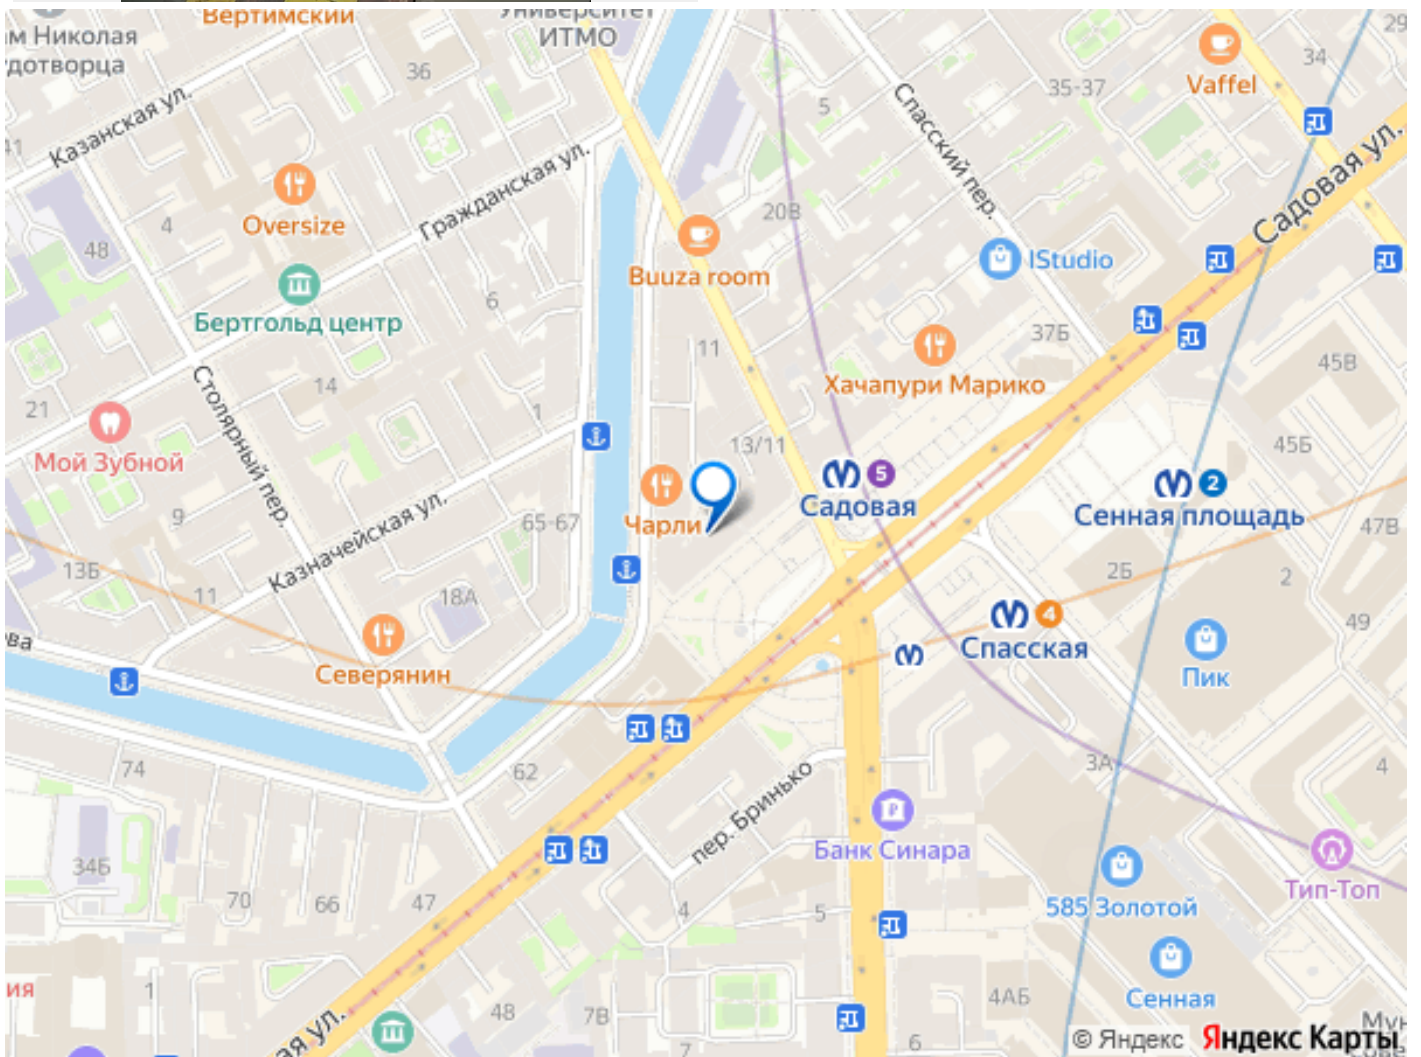 Вертимский
Университет
ИТМО
29
м Николая
дотворца
36
34
Vaffel
35-37
5
Казанская ул.
41
Спасский пер.
Садовая ул.
Гражданская ул.
Oversize
4
48
20В
Buuza room
IStudio
6
Бертгольд центр
11
37Б
45В
Хачапури Марико
14
21
Столярный пер.
1
13/11
45Б
Мой Зубной
5
Садовая
2
Сенная площадь
Чарли
9
65-67
Казначейская ул.
47В
13Б
11
18А
2Б
2
4
Спасская
49
ва
Северянин
Пик
74
62
3А
4
пер. Бринько
Банк Синара
34Б
Тип-Топ
70
66
47
4
5
585 Золотой
ия
1
48
7В
4АБ
Сенная
ая ул.
7
6
© Яндекс
Яндекс Карты